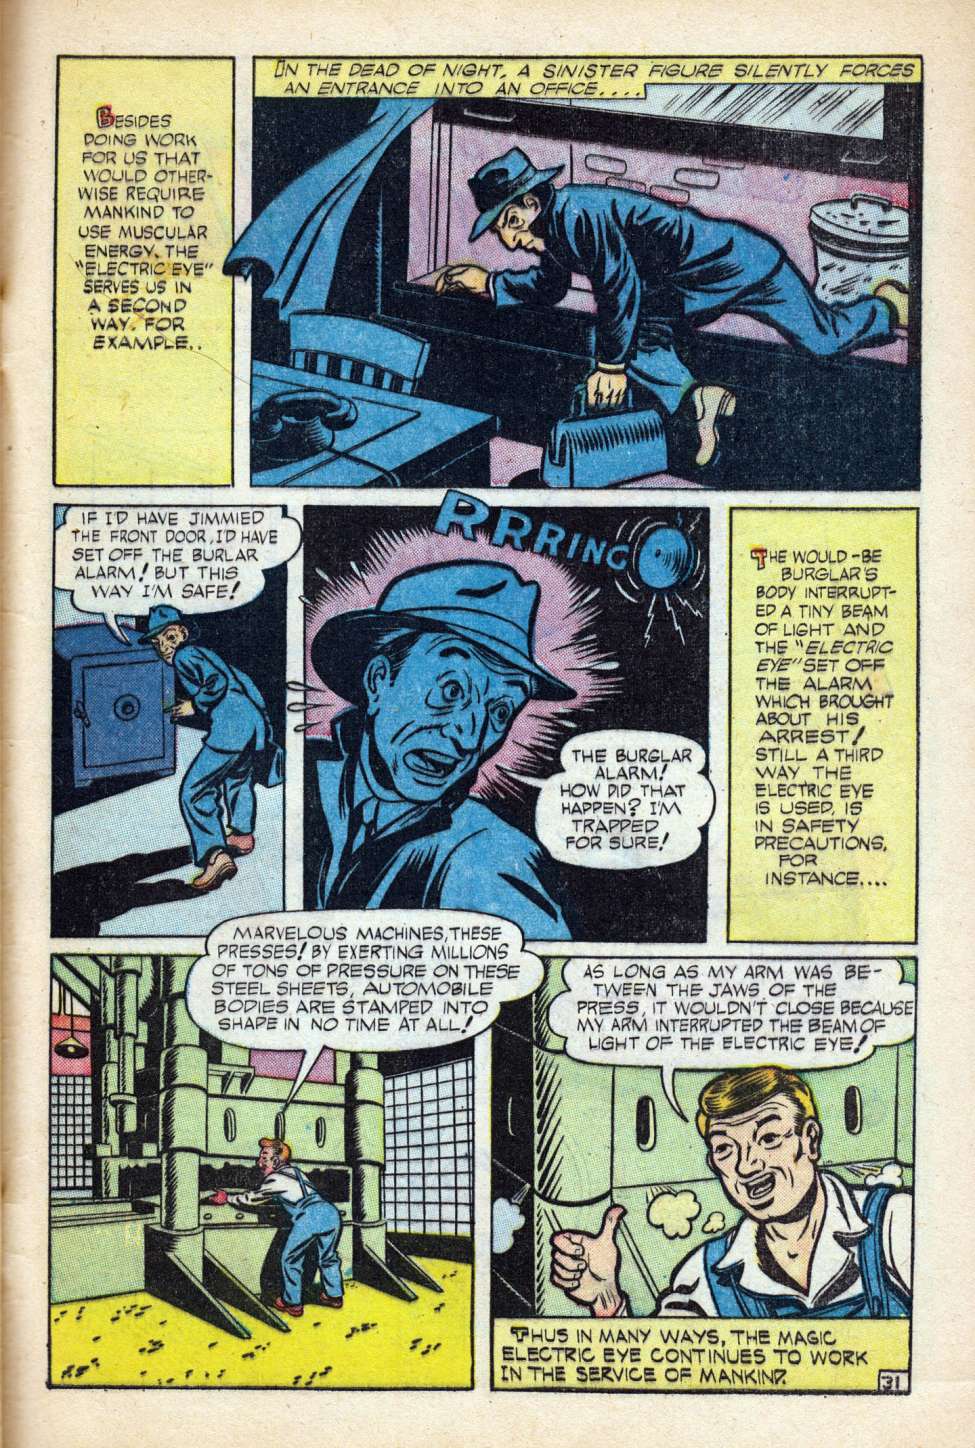 BESIDES
DOING WORK
FOR US THAT
WOULD OTHER-
WISE REQUIRE
MANKIND TO
USE MUSCULAR
ENERGY, THE
"ELECTRIC EYE"
SERVES US IN
A SECOND
WAY. FOR
EXAMPLE..
IN THE DEAD OF NIGHT, A SINISTER FIGURE SILENTLY FORCES
AN ENTRANCE INTO AN OFFICE....
IF I'D HAVE JIMMIED
THE FRONT DOOR, I'D HAVE
SET OFF THE BURLAR
ALARM! BUT THIS
WAY I'M SAFE!
RRRRING
THE BURGLAR
ALARM!
HOW DID THAT
HAPPEN? I'M
TRAPPED
FOR SURE!
THE WOULD-BE
BURGLAR'S
BODY INTERRUPT-
ED A TINY BEAM
OF LIGHT AND
THE "ELECTRIC
EYE" SET OFF
THE ALARM
WHICH BROUGHT
ABOUT HIS
ARREST!
STILL A THIRD
WAY THE
ELECTRIC EYE
IS USED, IS
IN SAFETY
PRECAUTIONS,
FOR
INSTANCE....
MARVELOUS MACHINES, THESE
PRESSES! BY EXERTING MILLIONS
OF TONS OF PRESSURE ON THESE
STEEL SHEETS, AUTOMOBILE
BODIES ARE STAMPED INTO
SHAPE IN NO TIME AT ALL!
AS LONG AS MY ARM WAS BE-
TWEEN THE JAWS OF THE
PRESS, IT WOULDN'T CLOSE BECAUSE
MY ARM INTERRUPTED THE BEAM OF
LIGHT OF THE ELECTRIC EYE!
THUS IN MANY WAYS, THE MAGIC
ELECTRIC EYE CONTINUES TO WORK
IN THE SERVICE OF MANKIND.
31